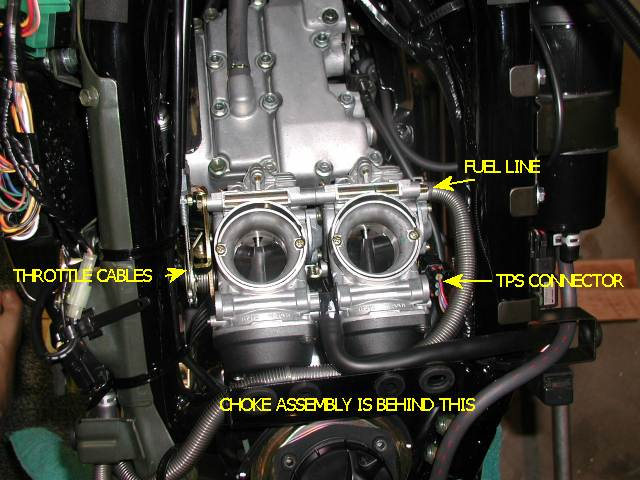 FUEL LINE
THROTTLE CABLES
TPS CONNECTOR
CHOKE ASSEMBLY IS BEHIND THIS